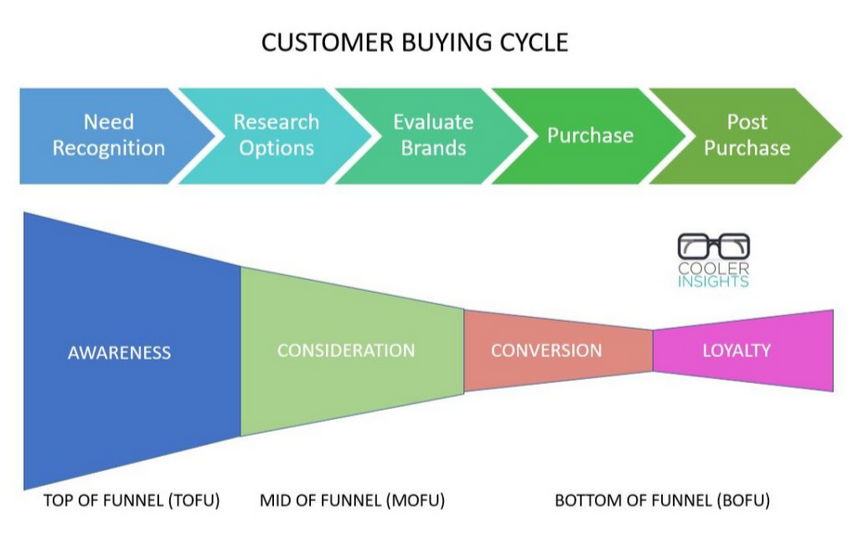 CUSTOMER BUYING CYCLE
Need
Recognition
Research
Options
Evaluate
Brands
Purchase
Post
Purchase
COOLER
INSIGHTS
AWARENESS
CONSIDERATION
CONVERSION
LOYALTY
TOP OF FUNNEL (TOFU)
MID OF FUNNEL (MOFU)
BOTTOM OF FUNNEL (BOFU)